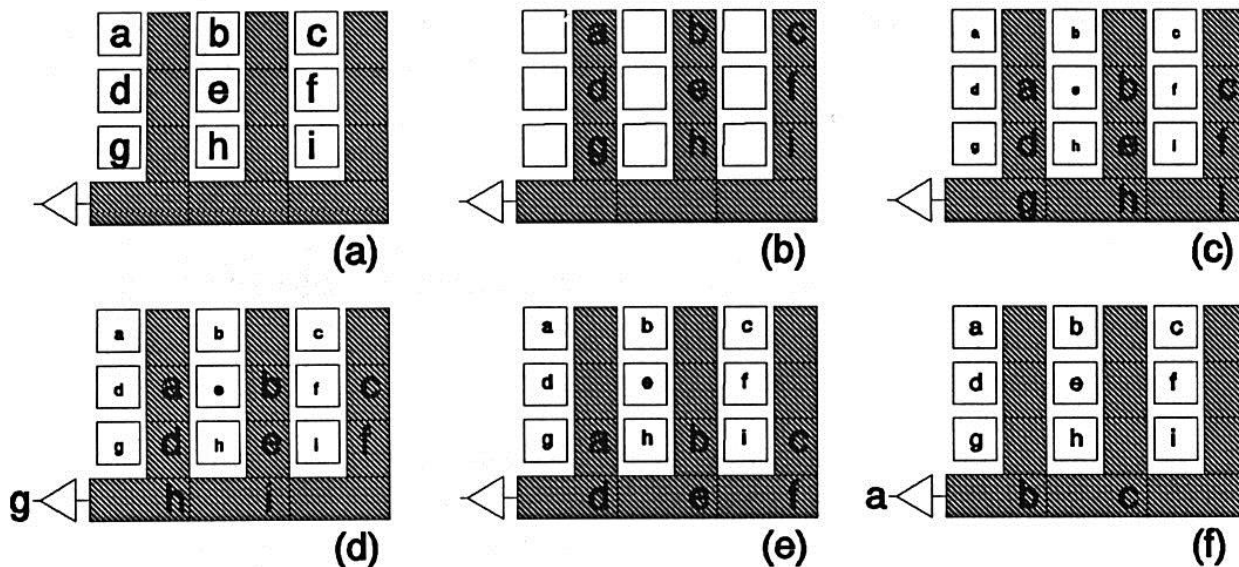 a b c
d e f
g h i
(a)
a b c
d e f
g h i
(b)
a b c
d a e b f c
g d h e i f
g h i
(c)
a b c
d a e b f c
g d h e i f
g h i
(d)
a b c
d e f
g a h b i c
d e f
(e)
a b c
d e f
g h i
a b c
(f)